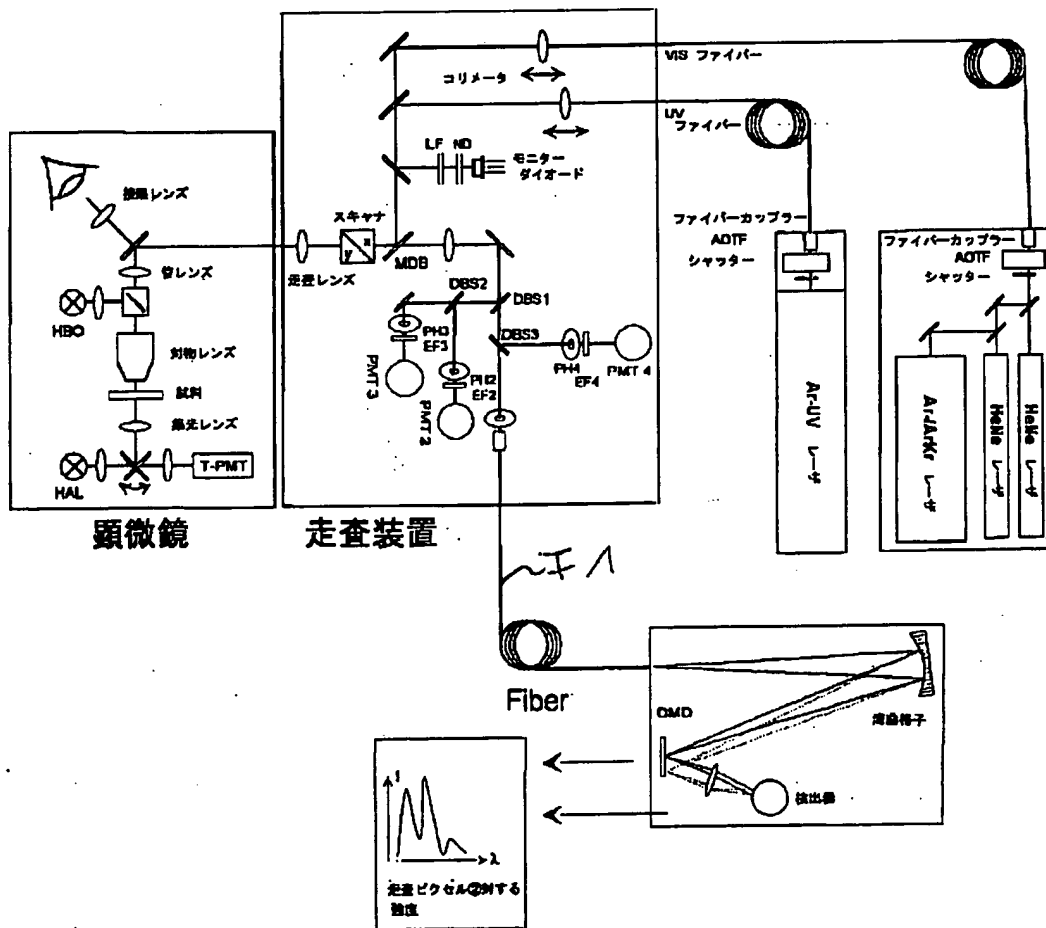 VIS ファイバー
コリメータ
UV
ファイバー
LF ND
モニター
ダイオード
接眼レンズ
スキャナ
x
y
MDB
走査レンズ
管レンズ
HBO
対物レンズ
試料
集光レンズ
HAL
T-PMT
顕微鏡
DBS2
DBS1
DBS3
PH3
EF3
PMT 3
PH2
EF2
PMT 2
PH4
EF4
PMT 4
走査装置
ファイバーカップラー
AOTF
シャッター
Ar-UV レーザ
ファイバーカップラー
AOTF
シャッター
Ar-/ArKr レーザ
HeNe レーザ
HeNe レーザ
Fiber
DMD
湾曲格子
検出器
I
λ
走査ピクセル②対する
強度